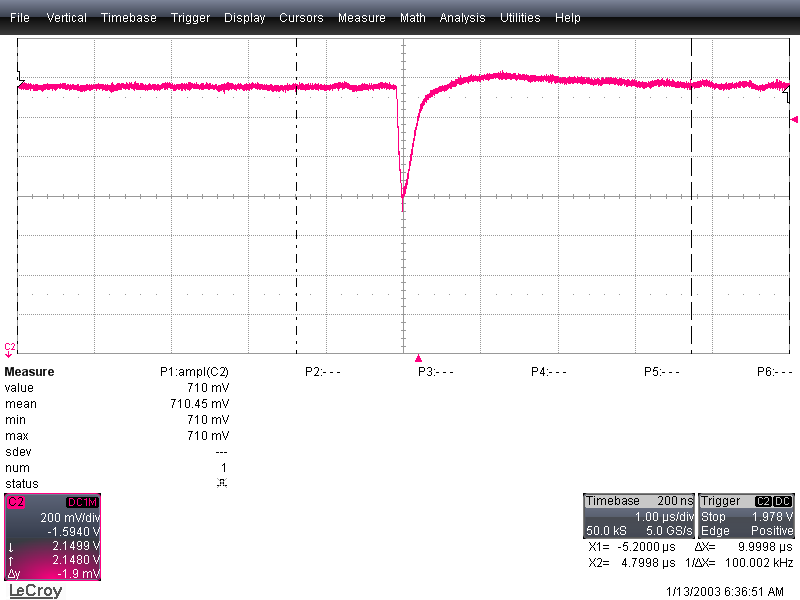 File Vertical Timebase Trigger Display Cursors Measure Math Analysis Utilities Help
C2
Measure P1:ampl(C2) P2:--- P3:--- P4:--- P5:--- P6:---
value 710 mV
mean 710.45 mV
min 710 mV
max 710 mV
sdev ---
num 1
status
C2 DC1M
200 mV/div
-1.5940 V
↓ 2.1499 V
↑ 2.1480 V
Δy -1.9 mV
Timebase 200 ns
1.00 µs/div
50.0 kS 5.0 GS/s
Trigger C2 DC
Stop 1.978 V
Edge Positive
X1= -5.2000 µs ΔX= 9.9998 µs
X2= 4.7998 µs 1/ΔX= 100.002 kHz
LeCroy
1/13/2003 6:36:51 AM